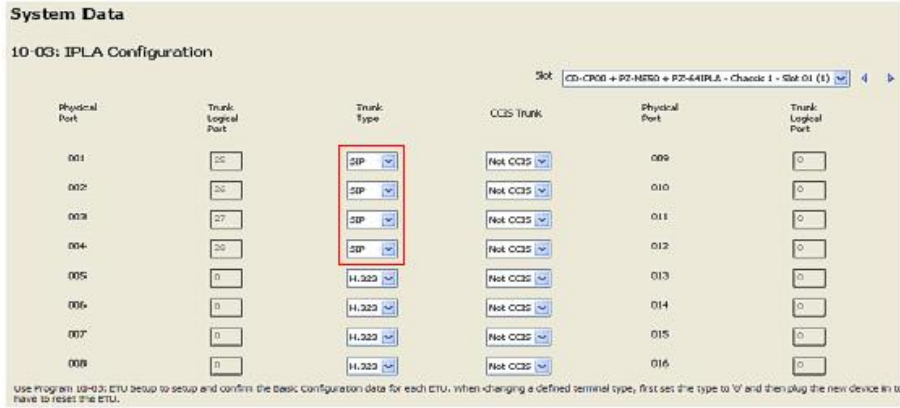 System Data
10-03: IPLA Configuration
Slot CD-CP00 + PZ-ME50 + PZ-64IPLA - Chassis 1 - Slot 01 (1)
Physical Port Trunk Logical Port Trunk Type CCIS Trunk Physical Port Trunk Logical Port
001 25 SIP Not CCIS 009 0
002 26 SIP Not CCIS 010 0
003 27 SIP Not CCIS 011 0
004 28 SIP Not CCIS 012 0
005 0 H.323 Not CCIS 013 0
006 0 H.323 Not CCIS 014 0
007 0 H.323 Not CCIS 015 0
008 0 H.323 Not CCIS 016 0
Use Program 10-03: ETU Setup to setup and confirm the Basic Configuration data for each ETU. When changing a defined terminal type, first set the type to '0' and then plug the new device in to
have to reset the ETU.